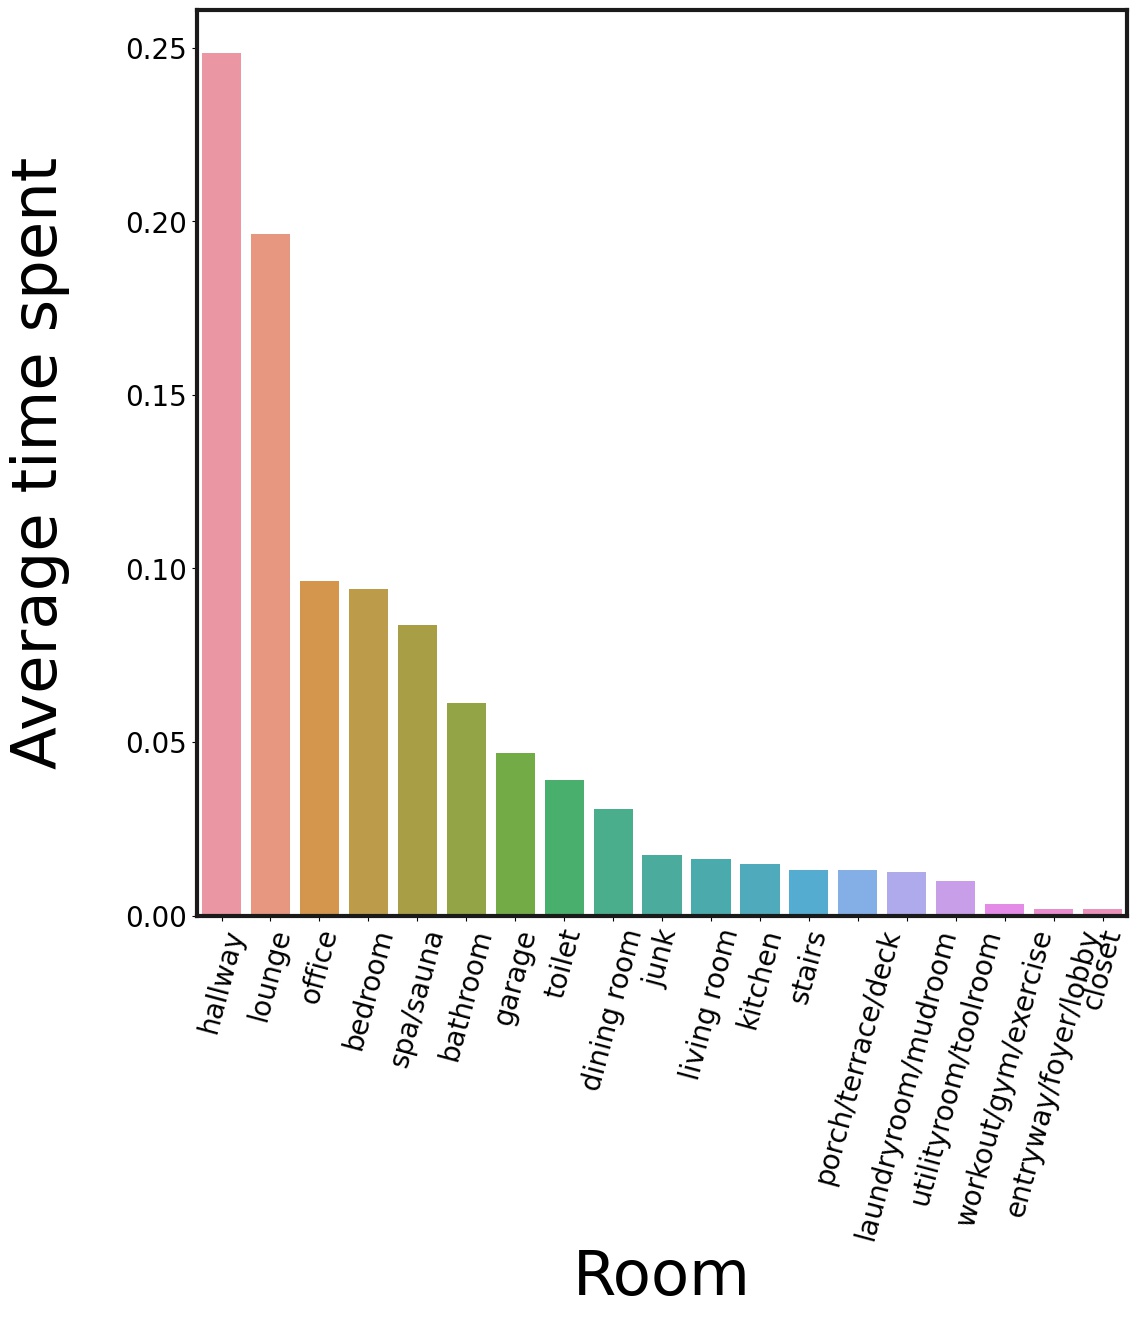 Average time spent
0.25
0.20
0.15
0.10
0.05
0.00
hallway
lounge
office
bedroom
spa/sauna
bathroom
garage
toilet
dining room
junk
living room
kitchen
stairs
porch/terrace/deck
laundryroom/mudroom
utilityroom/toolroom
workout/gym/exercise
entryway/foyer/lobby
closet
Room